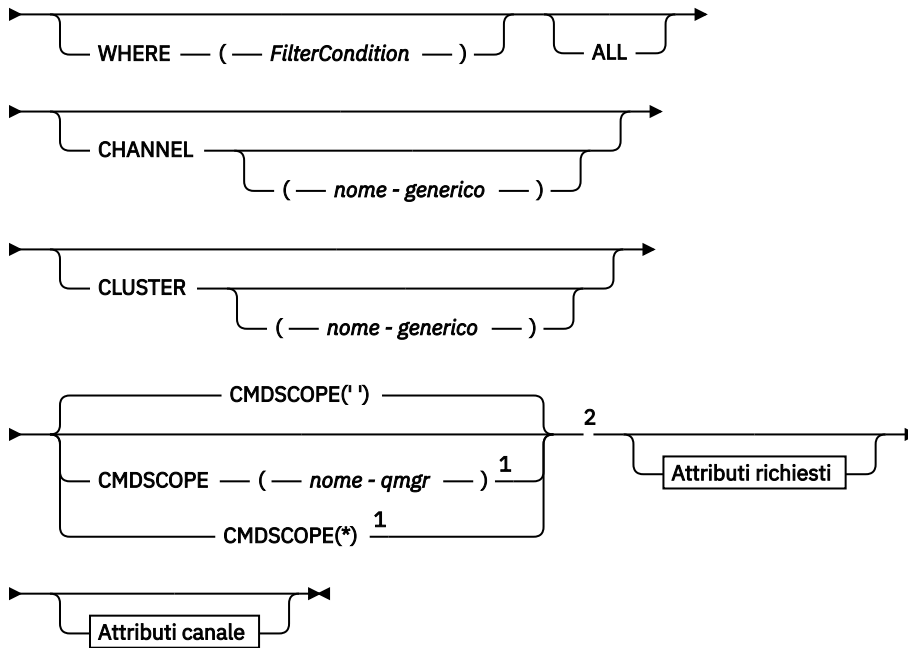 WHERE ( FilterCondition )
ALL
CHANNEL
( nome - generico )
CLUSTER
( nome - generico )
CMDSCOPE(' ')
2
CMDSCOPE ( nome - qmgr ) 1
Attributi richiesti
CMDSCOPE(*) 1
Attributi canale